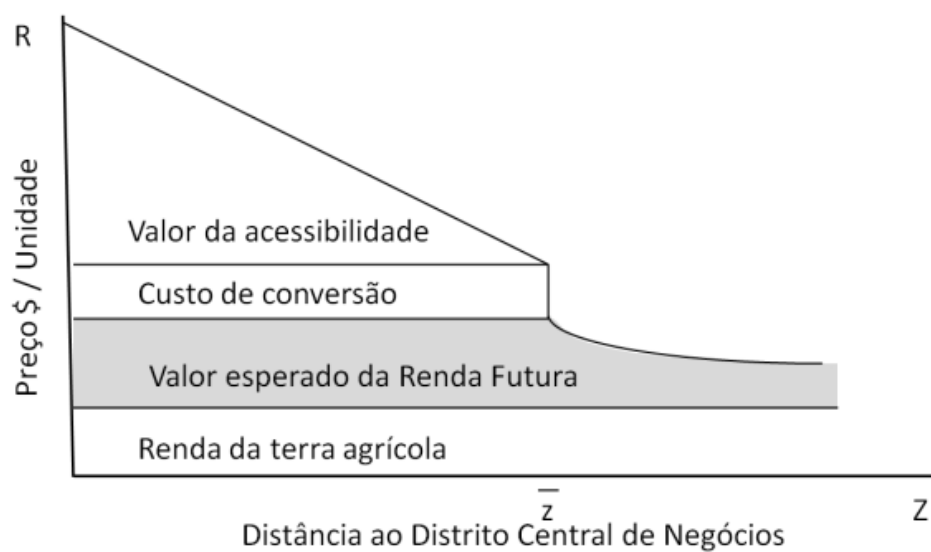 R
Preço $ / Unidade
Valor da acessibilidade
Custo de conversão
Valor esperado da Renda Futura
Renda da terra agrícola
z̅
Z
Distância ao Distrito Central de Negócios